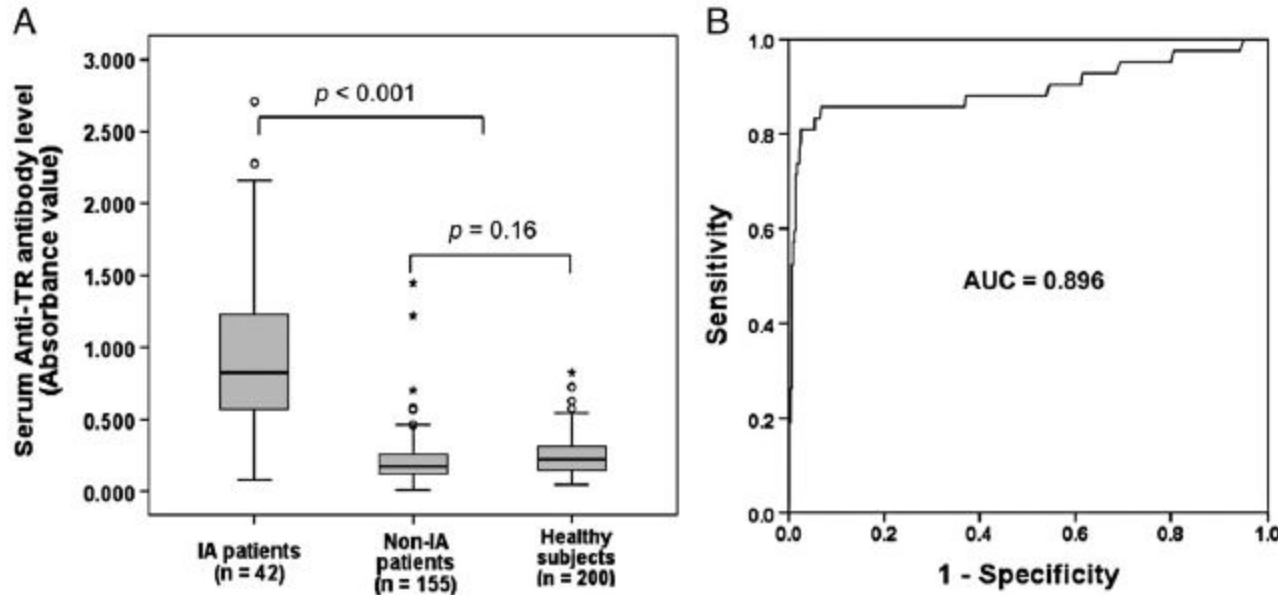 A
Serum Anti-TR antibody level
(Absorbance value)
3.000
2.500
2.000
1.500
1.000
0.500
0.000
p < 0.001
p = 0.16
IA patients
(n = 42)
Non-IA
patients
(n = 155)
Healthy
subjects
(n = 200)
B
Sensitivity
1.0
0.8
0.6
0.4
0.2
0.0
AUC = 0.896
0.0 0.2 0.4 0.6 0.8 1.0
1 - Specificity